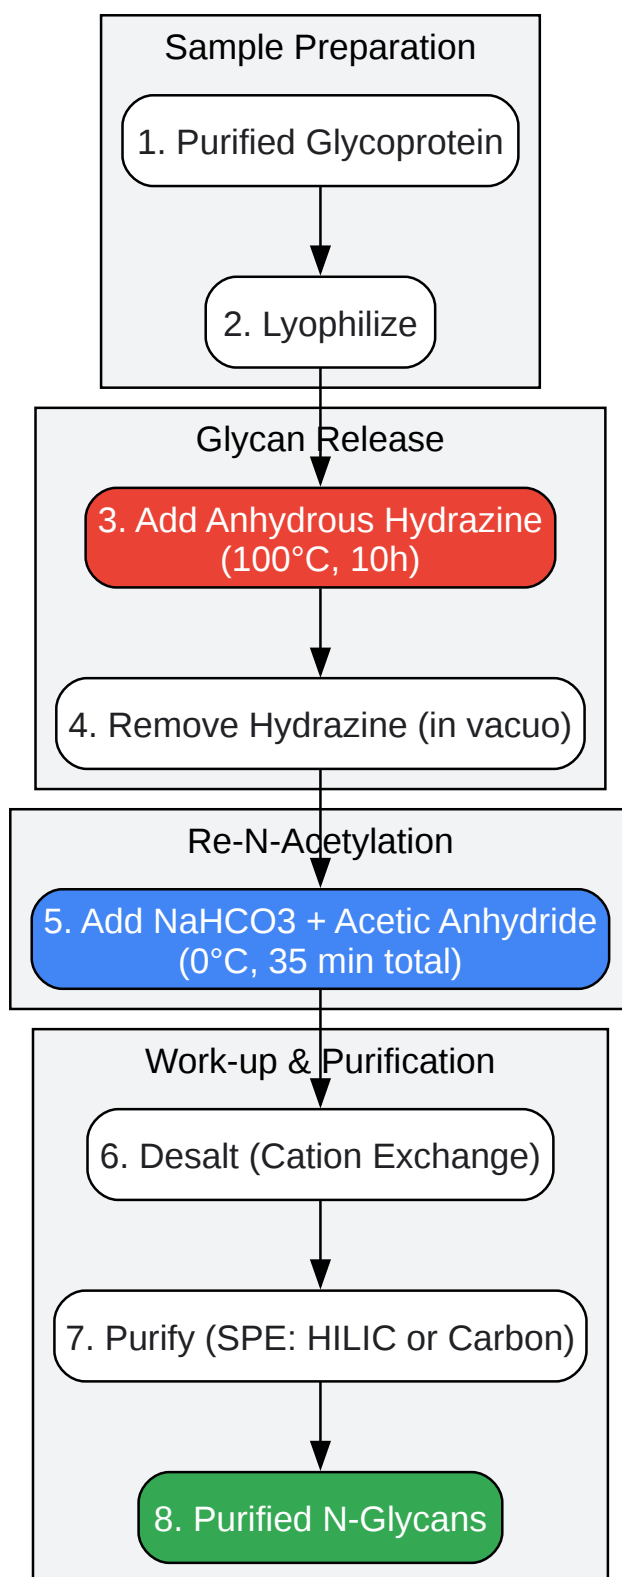 Sample Preparation
1. Purified Glycoprotein
2. Lyophilize
Glycan Release
3. Add Anhydrous Hydrazine
(100°C, 10h)
4. Remove Hydrazine (in vacuo)
Re-N-Acetylation
5. Add NaHCO3 + Acetic Anhydride
(0°C, 35 min total)
Work-up & Purification
6. Desalt (Cation Exchange)
7. Purify (SPE: HILIC or Carbon)
8. Purified N-Glycans